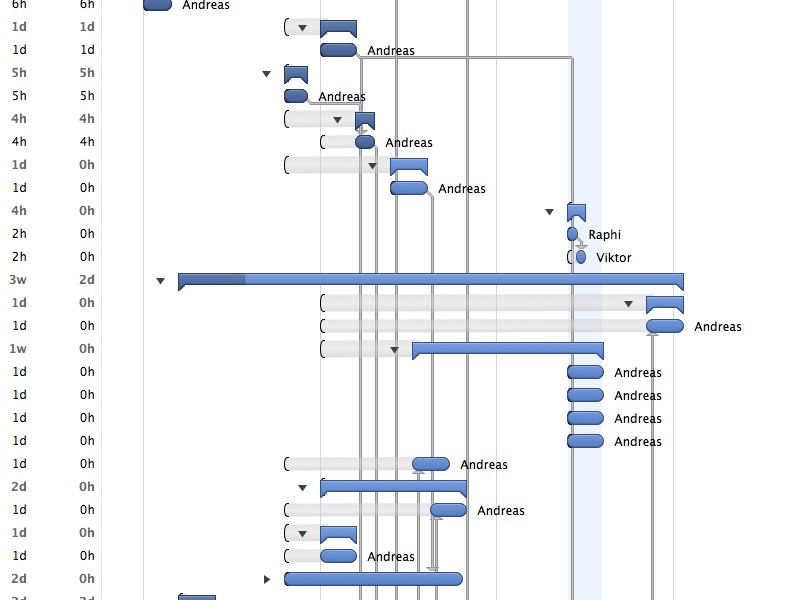 6h 6h Andreas
1d 1d
1d 1d Andreas
5h 5h
5h 5h Andreas
4h 4h
4h 4h Andreas
1d 0h
1d 0h Andreas
4h 0h
2h 0h Raphi
2h 0h Viktor
3w 2d
1d 0h
1d 0h Andreas
1w 0h
1d 0h Andreas
1d 0h Andreas
1d 0h Andreas
1d 0h Andreas
1d 0h Andreas
2d 0h
1d 0h Andreas
1d 0h
1d 0h Andreas
2d 0h